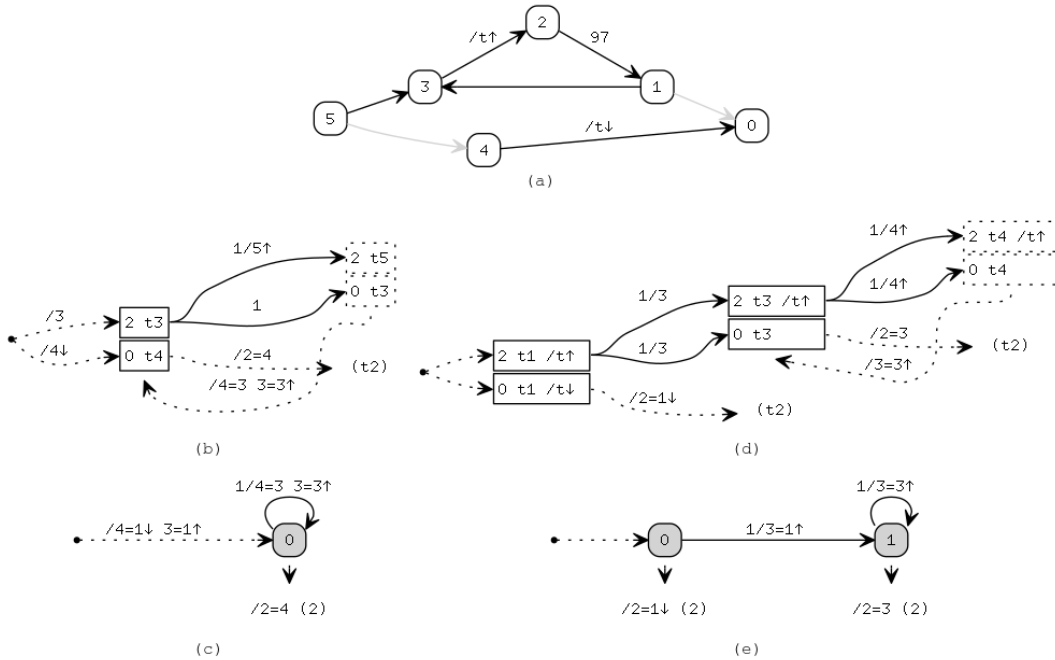 2
/t↑
97
3
1
5
0
4
/t↓
(a)
1/5↑
2 t5
0 t3
1
/3
2 t3
/4↓
0 t4
/2=4
(t2)
/4=3 3=3↑
(b)
1/4↑
2 t4 /t↑
0 t4
1/4↑
1/3
2 t3 /t↑
0 t3
/2=3
(t2)
/3=3↑
2 t1 /t↑
1/3
0 t1 /t↓
/2=1↓
(t2)
(d)
1/4=3 3=3↑
/4=1↓ 3=1↑
0
/2=4 (2)
(c)
1/3=3↑
0
1/3=1↑
1
/2=1↓ (2)
/2=3 (2)
(e)